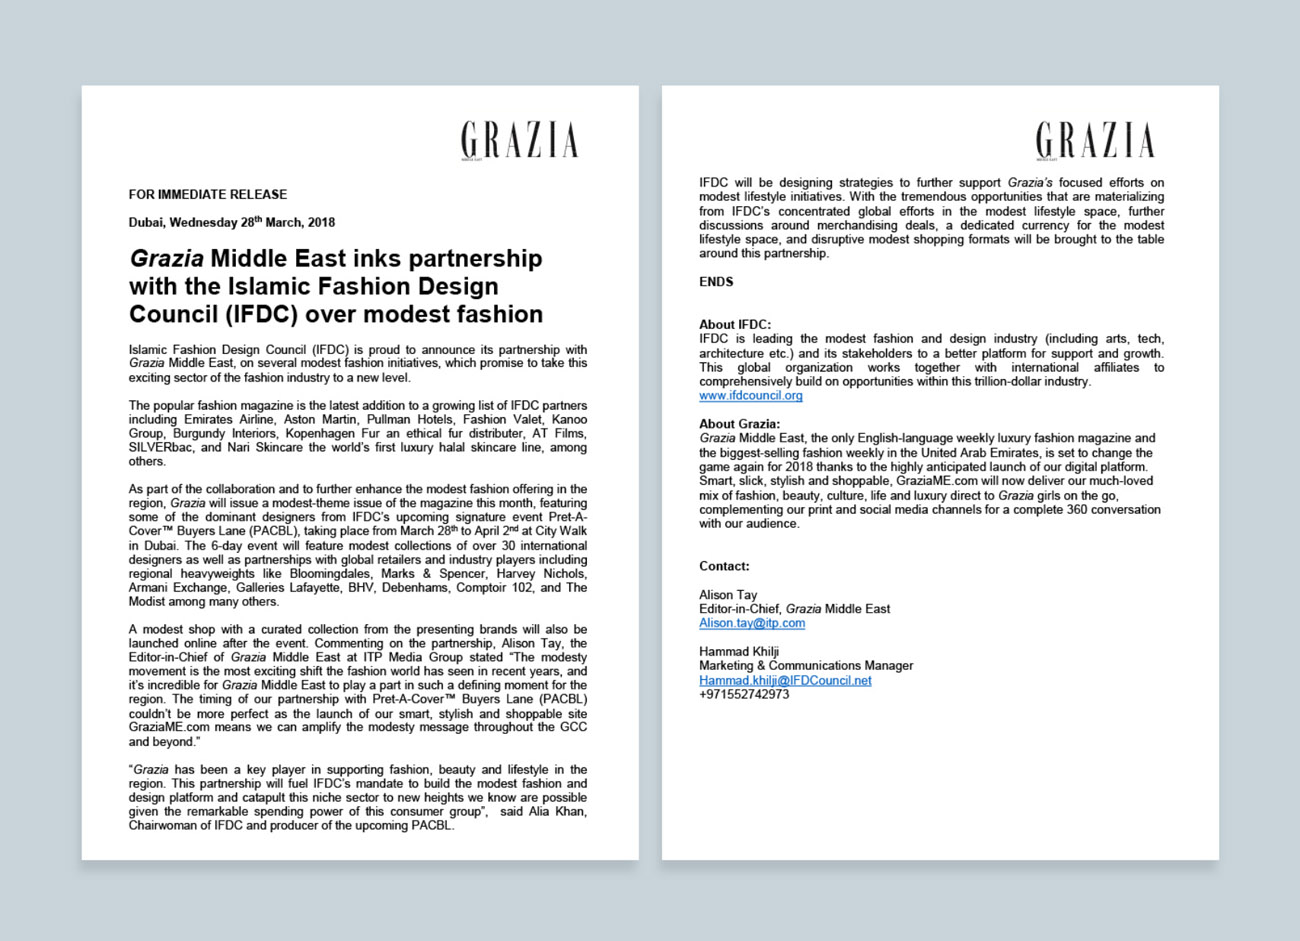 GRAZIA
MIDDLE EAST
FOR IMMEDIATE RELEASE
Dubai, Wednesday 28th March, 2018
Grazia Middle East inks partnership
with the Islamic Fashion Design
Council (IFDC) over modest fashion
Islamic Fashion Design Council (IFDC) is proud to announce its partnership with
Grazia Middle East, on several modest fashion initiatives, which promise to take this
exciting sector of the fashion industry to a new level.
The popular fashion magazine is the latest addition to a growing list of IFDC partners
including Emirates Airline, Aston Martin, Pullman Hotels, Fashion Valet, Kanoo
Group, Burgundy Interiors, Kopenhagen Fur an ethical fur distributer, AT Films,
SILVERbac, and Nari Skincare the world's first luxury halal skincare line, among
others.
As part of the collaboration and to further enhance the modest fashion offering in the
region, Grazia will issue a modest-theme issue of the magazine this month, featuring
some of the dominant designers from IFDC's upcoming signature event Pret-A-
Cover™ Buyers Lane (PACBL), taking place from March 28th to April 2nd at City Walk
in Dubai. The 6-day event will feature modest collections of over 30 international
designers as well as partnerships with global retailers and industry players including
regional heavyweights like Bloomingdales, Marks & Spencer, Harvey Nichols,
Armani Exchange, Galleries Lafayette, BHV, Debenhams, Comptoir 102, and The
Modist among many others.
A modest shop with a curated collection from the presenting brands will also be
launched online after the event. Commenting on the partnership, Alison Tay, the
Editor-in-Chief of Grazia Middle East at ITP Media Group stated “The modesty
movement is the most exciting shift the fashion world has seen in recent years, and
it's incredible for Grazia Middle East to play a part in such a defining moment for the
region. The timing of our partnership with Pret-A-Cover™ Buyers Lane (PACBL)
couldn't be more perfect as the launch of our smart, stylish and shoppable site
GraziaME.com means we can amplify the modesty message throughout the GCC
and beyond.”
“Grazia has been a key player in supporting fashion, beauty and lifestyle in the
region. This partnership will fuel IFDC's mandate to build the modest fashion and
design platform and catapult this niche sector to new heights we know are possible
given the remarkable spending power of this consumer group”, said Alia Khan,
Chairwoman of IFDC and producer of the upcoming PACBL.
GRAZIA
MIDDLE EAST
IFDC will be designing strategies to further support Grazia's focused efforts on
modest lifestyle initiatives. With the tremendous opportunities that are materializing
from IFDC's concentrated global efforts in the modest lifestyle space, further
discussions around merchandising deals, a dedicated currency for the modest
lifestyle space, and disruptive modest shopping formats will be brought to the table
around this partnership.
ENDS
About IFDC:
IFDC is leading the modest fashion and design industry (including arts, tech,
architecture etc.) and its stakeholders to a better platform for support and growth.
This global organization works together with international affiliates to
comprehensively build on opportunities within this trillion-dollar industry.
www.ifdcouncil.org
About Grazia:
Grazia Middle East, the only English-language weekly luxury fashion magazine and
the biggest-selling fashion weekly in the United Arab Emirates, is set to change the
game again for 2018 thanks to the highly anticipated launch of our digital platform.
Smart, slick, stylish and shoppable, GraziaME.com will now deliver our much-loved
mix of fashion, beauty, culture, life and luxury direct to Grazia girls on the go,
complementing our print and social media channels for a complete 360 conversation
with our audience.
Contact:
Alison Tay
Editor-in-Chief, Grazia Middle East
Alison.tay@itp.com
Hammad Khilji
Marketing & Communications Manager
Hammad.khilji@IFDCouncil.net
+971552742973